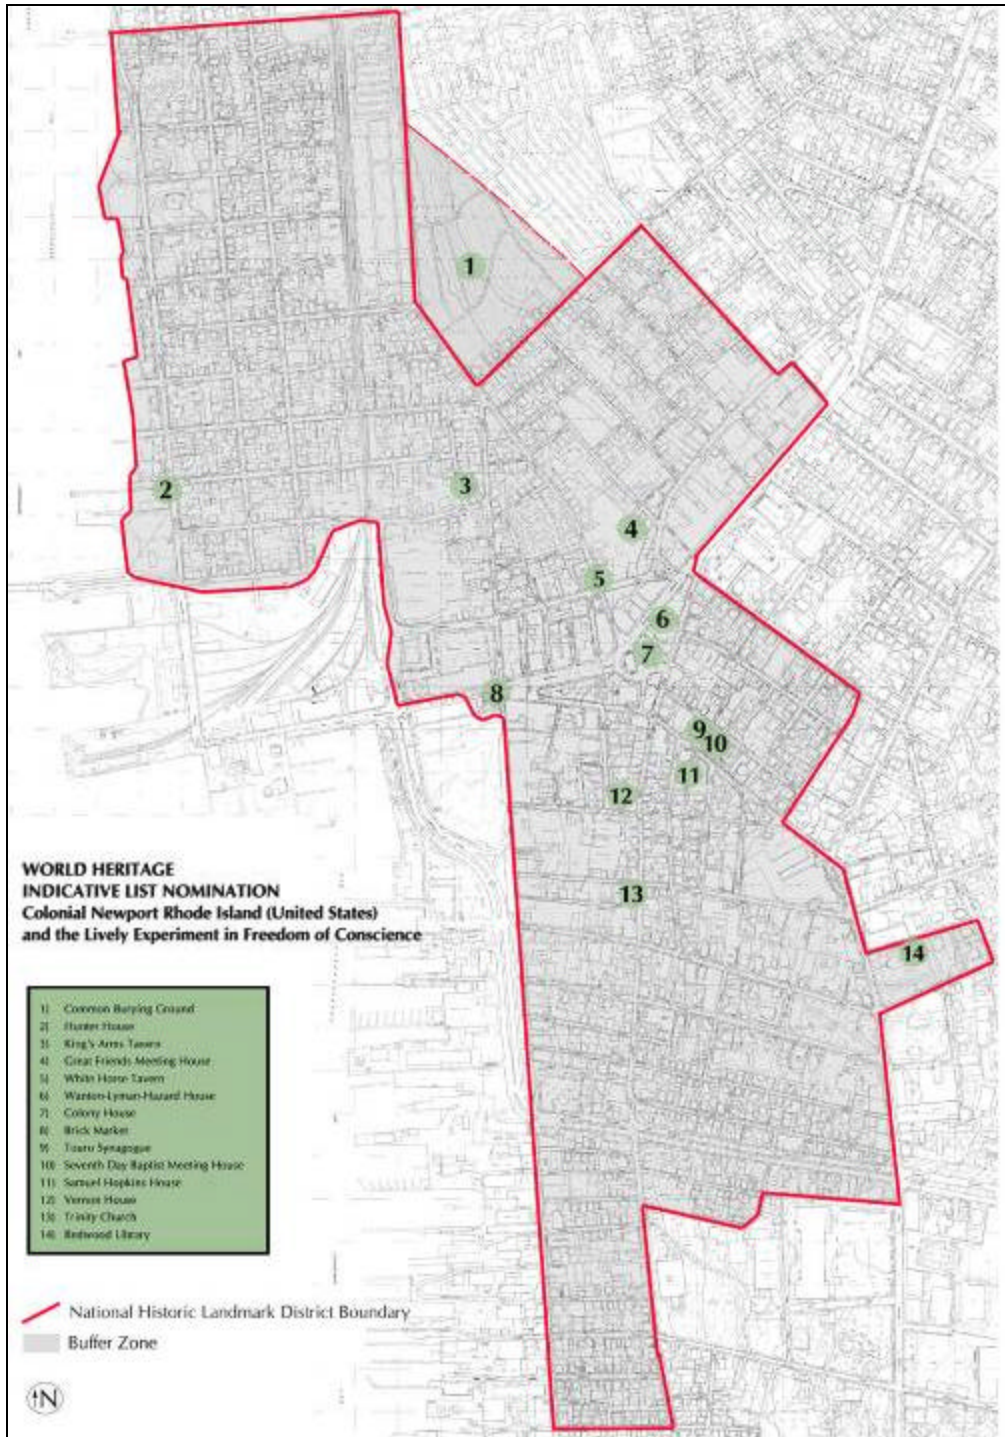 1
2
3
4
5
6
7
8
9
10
11
12
13
14
WORLD HERITAGE
INDICATIVE LIST NOMINATION
Colonial Newport Rhode Island (United States)
and the Lively Experiment in Freedom of Conscience
1) Common Burying Ground
2) Hunter House
3) King's Arms Tavern
4) Great Friends Meeting House
5) White Horse Tavern
6) Wanton-Lyman-Hazard House
7) Colony House
8) Brick Market
9) Touro Synagogue
10) Seventh Day Baptist Meeting House
11) Samuel Hopkins House
12) Vernon House
13) Trinity Church
14) Redwood Library
National Historic Landmark District Boundary
Buffer Zone
N